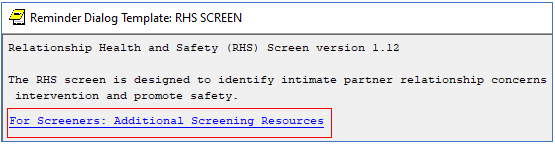 Reminder Dialog Template: RHS SCREEN
Relationship Health and Safety (RHS) Screen version 1.12
The RHS screen is designed to identify intimate partner relationship concerns
intervention and promote safety.
For Screeners: Additional Screening Resources